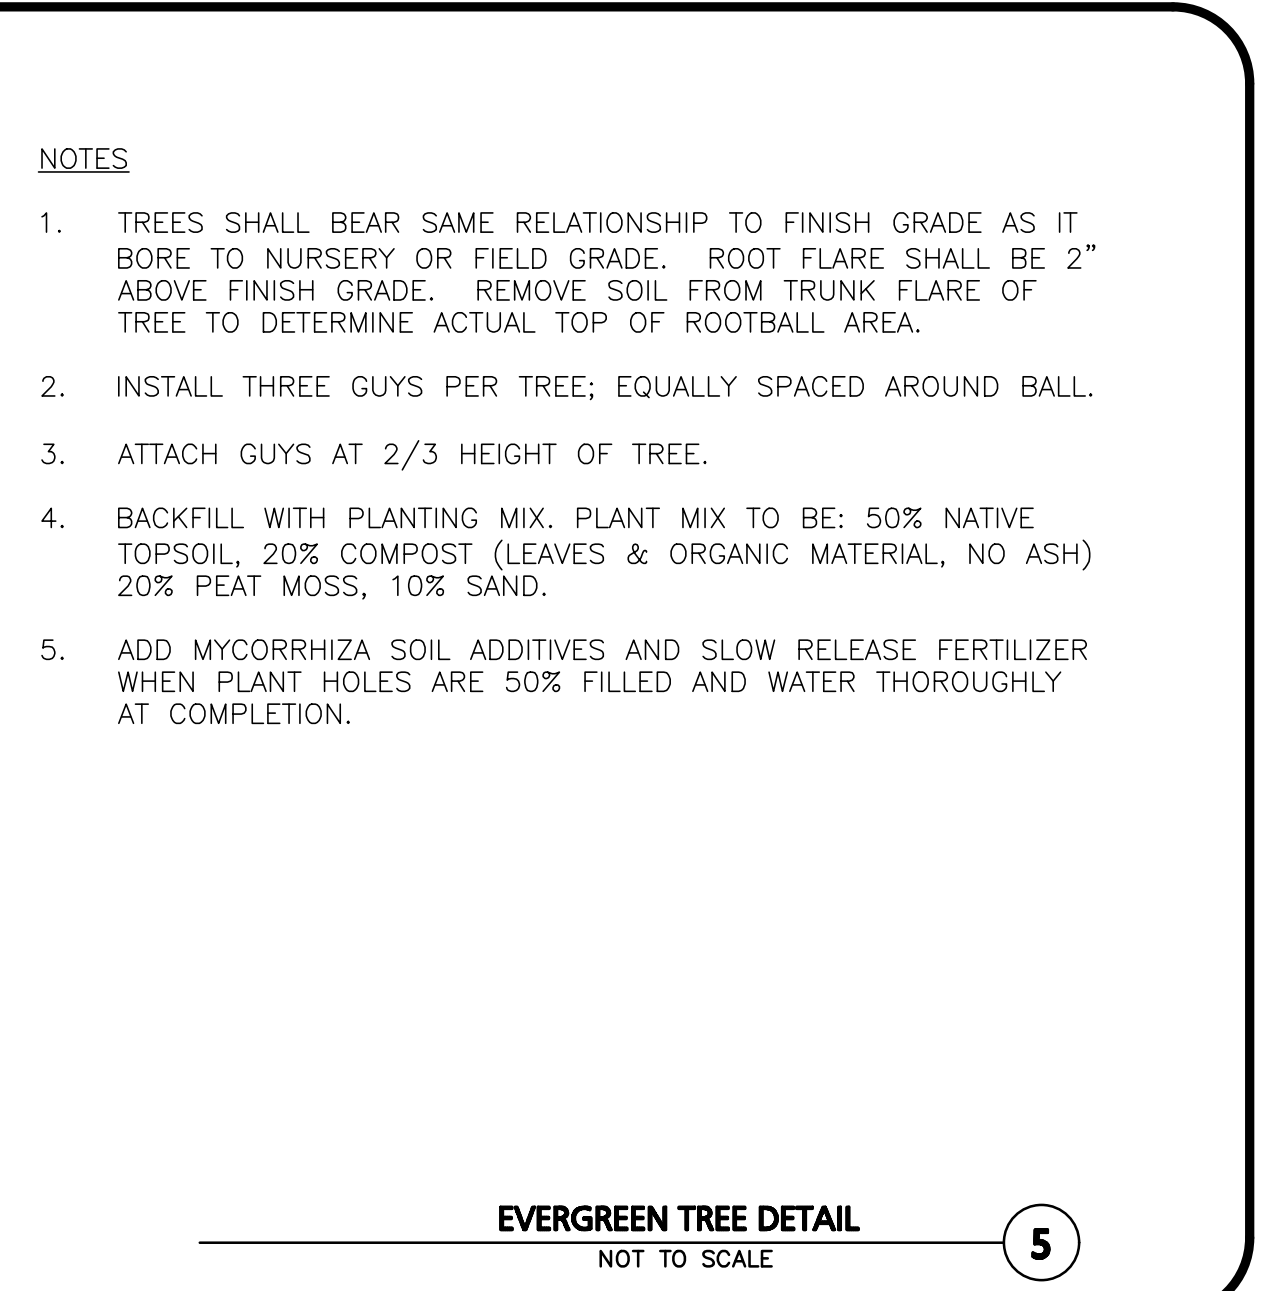 NOTES
1. TREES SHALL BEAR SAME RELATIONSHIP TO FINISH GRADE AS IT
BORE TO NURSERY OR FIELD GRADE. ROOT FLARE SHALL BE 2"
ABOVE FINISH GRADE. REMOVE SOIL FROM TRUNK FLARE OF
TREE TO DETERMINE ACTUAL TOP OF ROOTBALL AREA.
2. INSTALL THREE GUYS PER TREE; EQUALLY SPACED AROUND BALL.
3. ATTACH GUYS AT 2/3 HEIGHT OF TREE.
4. BACKFILL WITH PLANTING MIX. PLANT MIX TO BE: 50% NATIVE
TOPSOIL, 20% COMPOST (LEAVES & ORGANIC MATERIAL, NO ASH)
20% PEAT MOSS, 10% SAND.
5. ADD MYCORRHIZA SOIL ADDITIVES AND SLOW RELEASE FERTILIZER
WHEN PLANT HOLES ARE 50% FILLED AND WATER THOROUGHLY
AT COMPLETION.
EVERGREEN TREE DETAIL
NOT TO SCALE
5